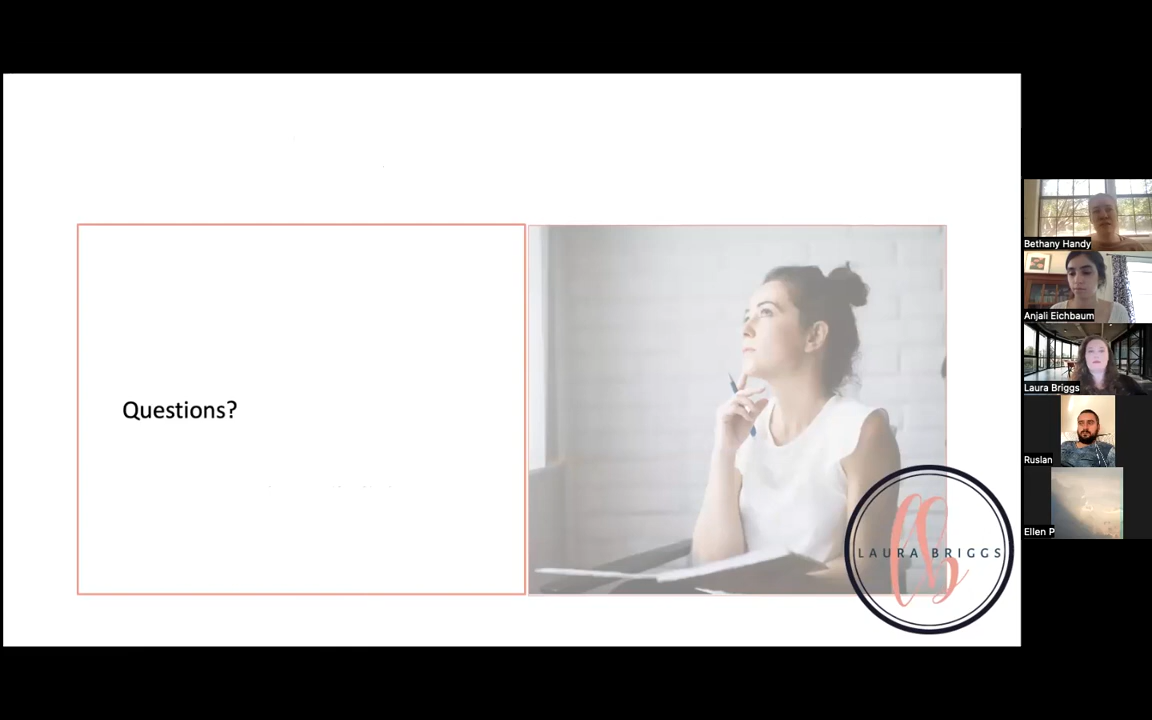 Questions?
LAURA BRIGGS
Bethany Handy
Anjali Eichbaum
Laura Briggs
Ruslan
Ellen P